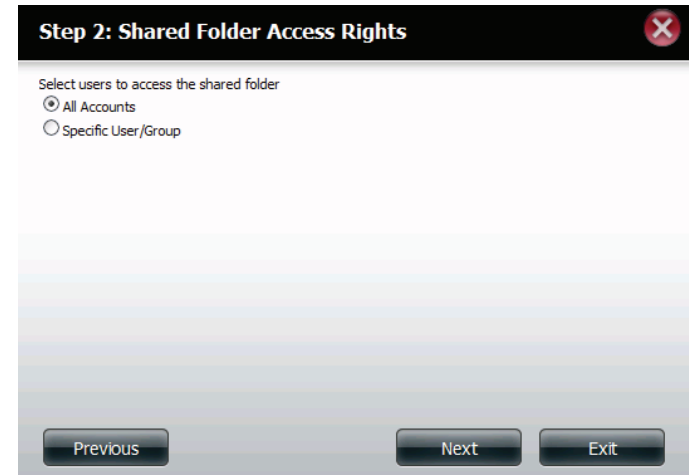 Step 2: Shared Folder Access Rights
Select users to access the shared folder
All Accounts
Specific User/Group
Previous Next Exit